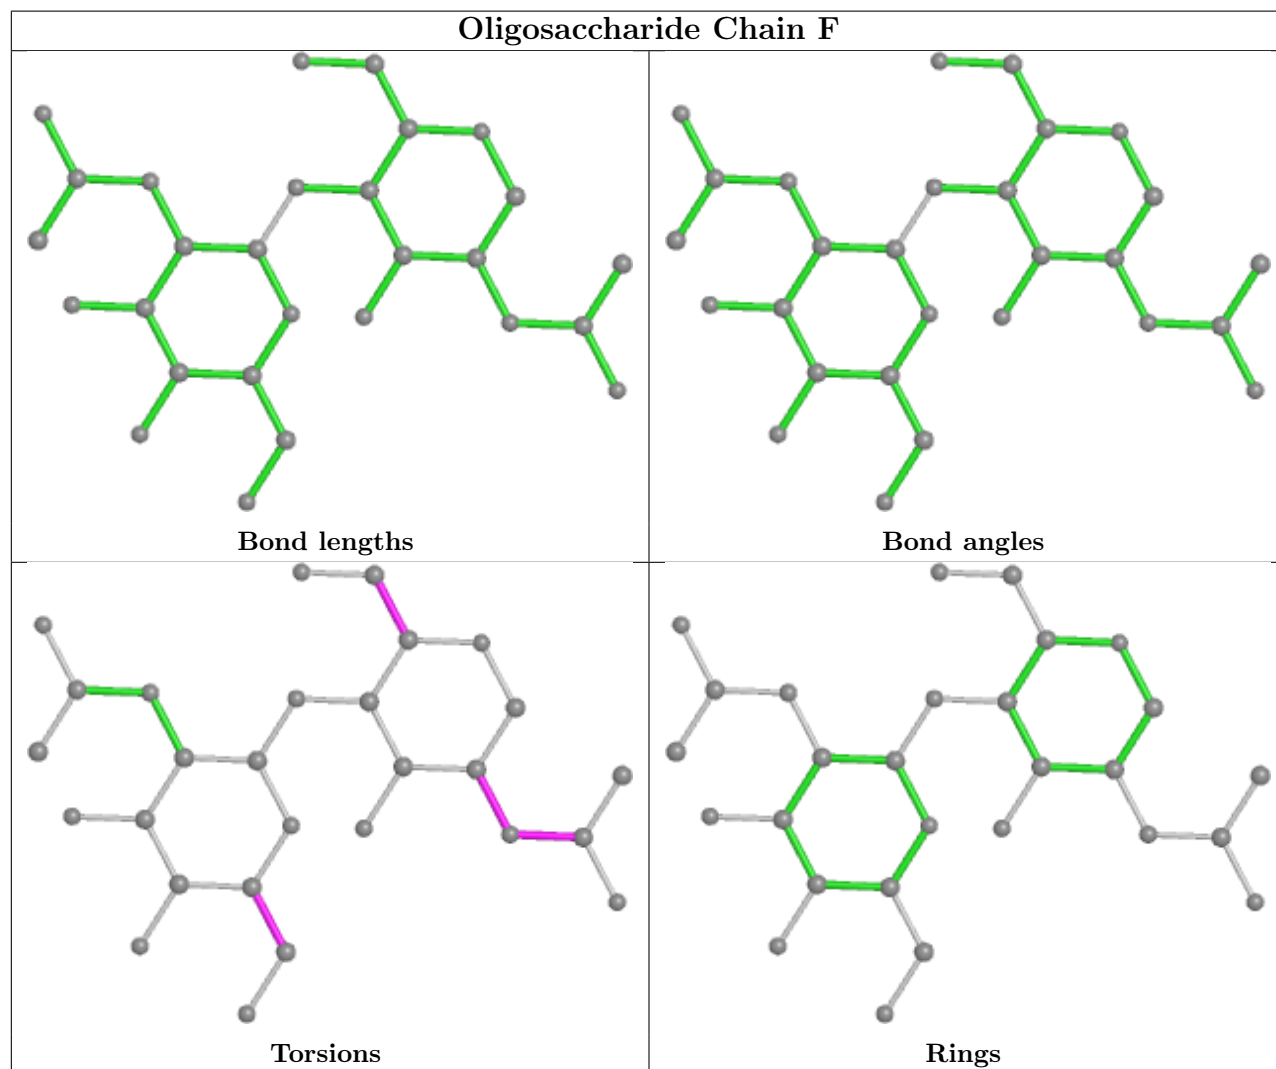 Oligosaccharide Chain F
Bond lengths
Bond angles
Torsions
Rings